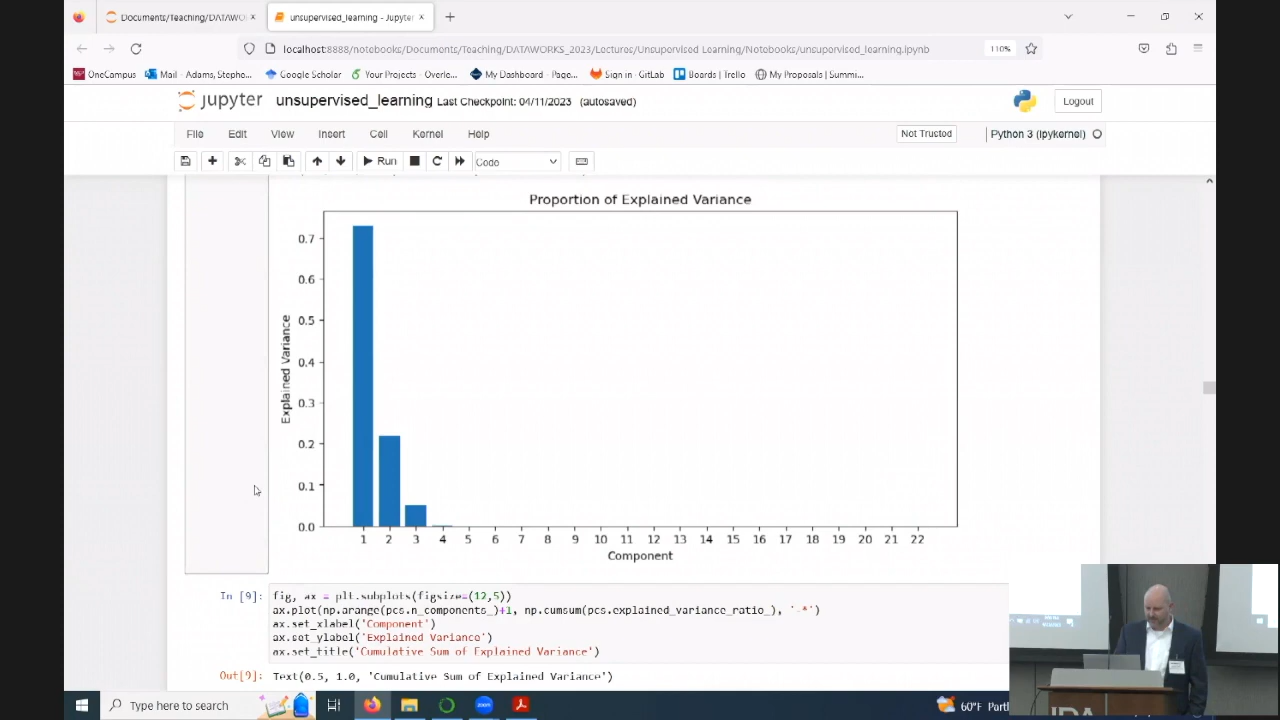 Documents/Teaching/DATAWO
unsupervised_learning - Jupyter
localhost:8888/notebooks/Documents/Teaching/DATAWORKS_2023/Lectures/Unsupervised Learning/Notebooks/unsupervised_learning.ipynb
110%
OneCampus
Mail - Adams, Stepho...
Google Scholar
Your Projects - Overle...
My Dashboard - Page...
Sign in · GitLab
Boards | Trello
My Proposals | Summi...
jupyter unsupervised_learning Last Checkpoint: 04/11/2023 (autosaved)
Logout
File Edit View Insert Cell Kernel Help
Not Trusted
Python 3 (ipykernel)
Run
Code
Proportion of Explained Variance
Explained Variance
0.7
0.6
0.5
0.4
0.3
0.2
0.1
0.0
1 2 3 4 5 6 7 8 9 10 11 12 13 14 15 16 17 18 19 20 21 22
Component
In [9]: fig, ax = plt.subplots(figsize=(12,5))
ax.plot(np.arange(pcs.n_components_)+1, np.cumsum(pcs.explained_variance_ratio_), '-*')
ax.set_xlabel('Component')
ax.set_ylabel('Explained Variance')
ax.set_title('Cumulative Sum of Explained Variance')
Out[9]: Text(0.5, 1.0, 'Cumulative Sum of Explained Variance')
Type here to search
60°F
IDA